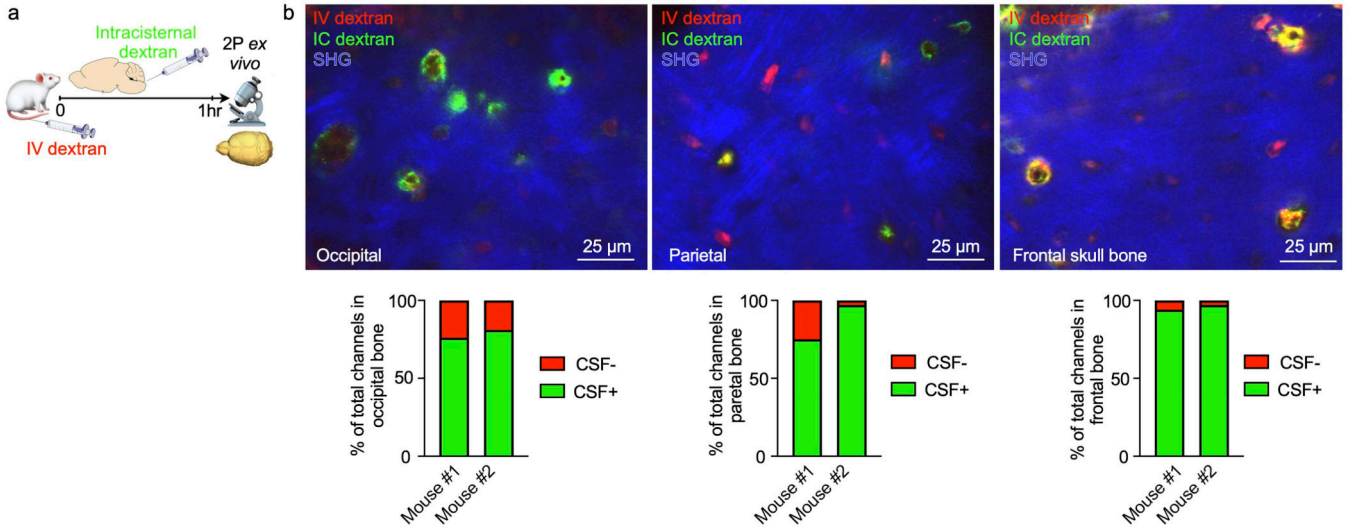 a
Intracisternal
dextran
2P ex
vivo
0
1hr
IV dextran
b
IV dextran
IC dextran
SHG
Occipital
25 µm
IV dextran
IC dextran
SHG
Parietal
25 µm
IV dextran
IC dextran
SHG
Frontal skull bone
25 µm
% of total channels in
occipital bone
100
50
0
Mouse #1
Mouse #2
CSF-
CSF+
% of total channels in
paretal bone
100
50
0
Mouse #1
Mouse #2
CSF-
CSF+
% of total channels in
frontal bone
100
50
0
Mouse #1
Mouse #2
CSF-
CSF+